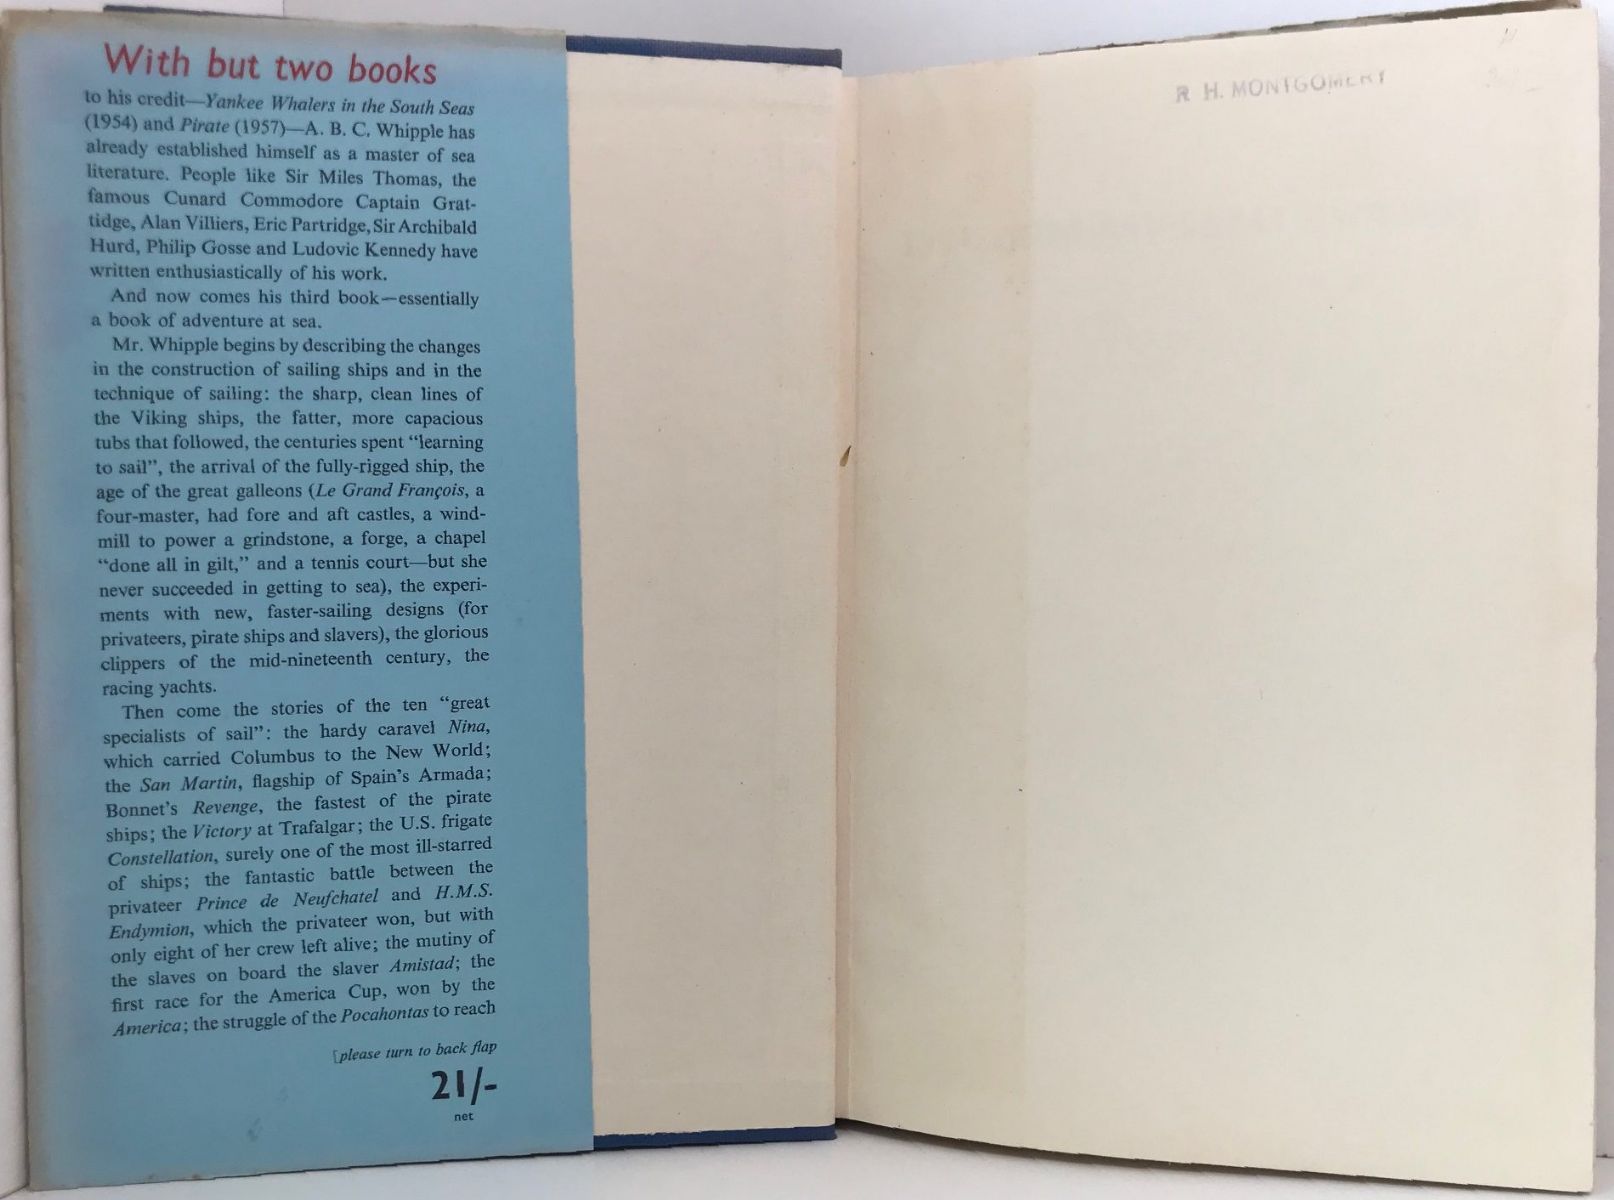 With but two books
to his credit—Yankee Whalers in the South Seas
(1954) and Pirate (1957)—A. B. C. Whipple has
already established himself as a master of sea
literature. People like Sir Miles Thomas, the
famous Cunard Commodore Captain Grat-
tidge, Alan Villiers, Eric Partridge, Sir Archibald
Hurd, Philip Gosse and Ludovic Kennedy have
written enthusiastically of his work.
And now comes his third book—essentially
a book of adventure at sea.
Mr. Whipple begins by describing the changes
in the construction of sailing ships and in the
technique of sailing: the sharp, clean lines of
the Viking ships, the fatter, more capacious
tubs that followed, the centuries spent “learning
to sail”, the arrival of the fully-rigged ship, the
age of the great galleons (Le Grand François, a
four-master, had fore and aft castles, a wind-
mill to power a grindstone, a forge, a chapel
“done all in gilt,” and a tennis court—but she
never succeeded in getting to sea), the experi-
ments with new, faster-sailing designs (for
privateers, pirate ships and slavers), the glorious
clippers of the mid-nineteenth century, the
racing yachts.
Then come the stories of the ten “great
specialists of sail”: the hardy caravel Nina,
which carried Columbus to the New World;
the San Martin, flagship of Spain’s Armada;
Bonnet’s Revenge, the fastest of the pirate
ships; the Victory at Trafalgar; the U.S. frigate
Constellation, surely one of the most ill-starred
of ships; the fantastic battle between the
privateer Prince de Neufchatel and H.M.S.
Endymion, which the privateer won, but with
only eight of her crew left alive; the mutiny of
the slaves on board the slaver Amistad; the
first race for the America Cup, won by the
America; the struggle of the Pocahontas to reach
[please turn to back flap
21/-
net
R H. MONTGOMERY